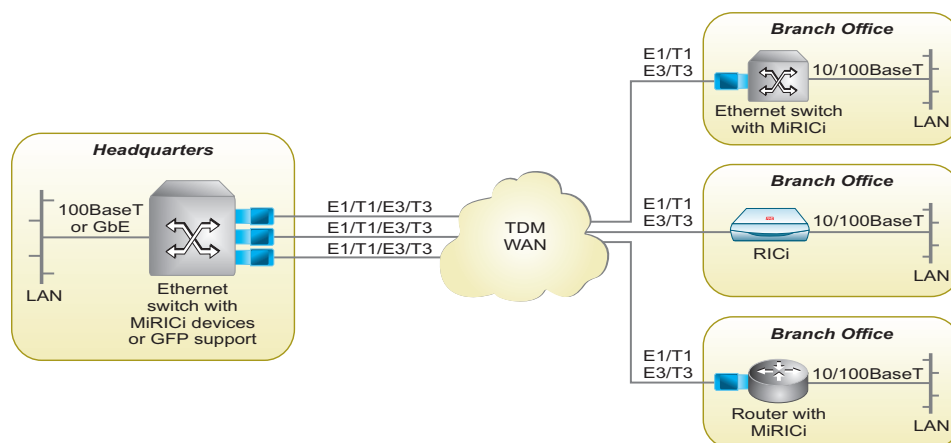 Headquarters
100BaseT
or GbE
LAN
Ethernet
switch with
MiRICi devices
or GFP support
E1/T1/E3/T3
E1/T1/E3/T3
E1/T1/E3/T3
TDM
WAN
E1/T1
E3/T3
Branch Office
10/100BaseT
Ethernet switch
with MiRICi
LAN
E1/T1
E3/T3
Branch Office
10/100BaseT
RICi
LAN
E1/T1
E3/T3
Branch Office
10/100BaseT
Router with
MiRICi
LAN